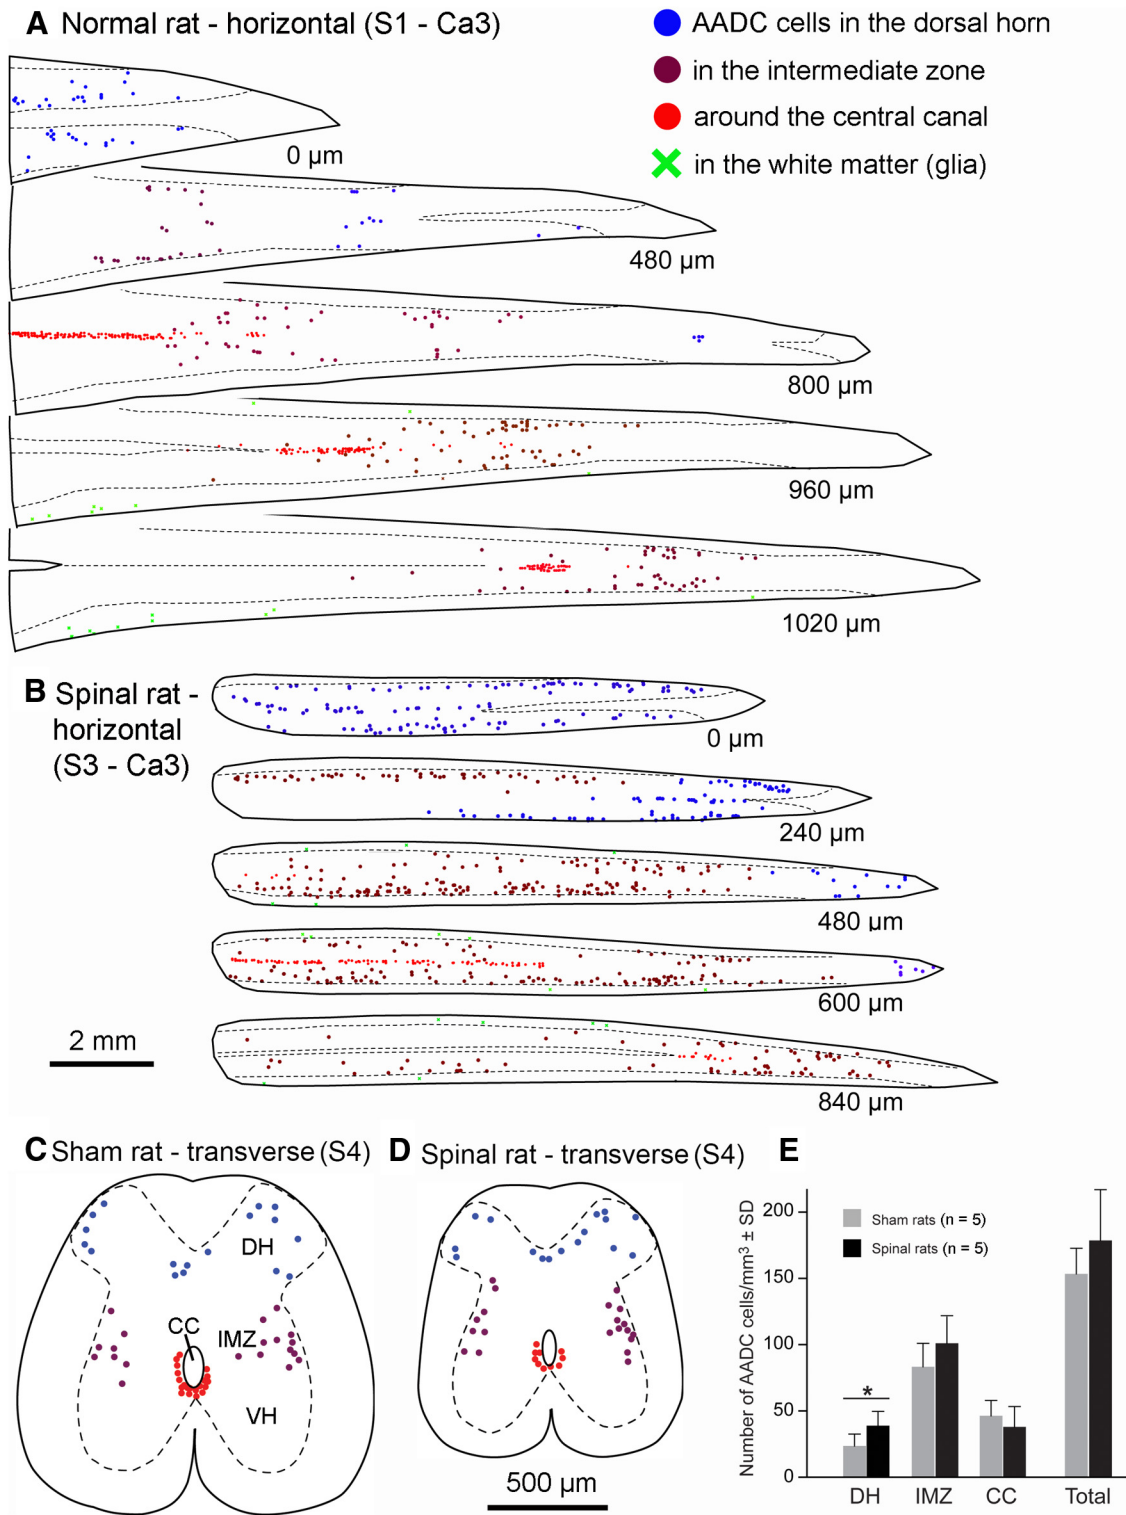 A Normal rat - horizontal (S1 - Ca3)
AADC cells in the dorsal horn
in the intermediate zone
around the central canal
in the white matter (glia)
0 µm
480 µm
800 µm
960 µm
1020 µm
B Spinal rat -
horizontal
(S3 - Ca3)
0 µm
240 µm
480 µm
600 µm
840 µm
2 mm
C Sham rat - transverse (S4)
DH
CC
IMZ
VH
D Spinal rat - transverse (S4)
500 µm
E
Number of AADC cells/mm³ ± SD
200
150
100
50
0
Sham rats (n = 5)
Spinal rats (n = 5)
*
DH IMZ CC Total